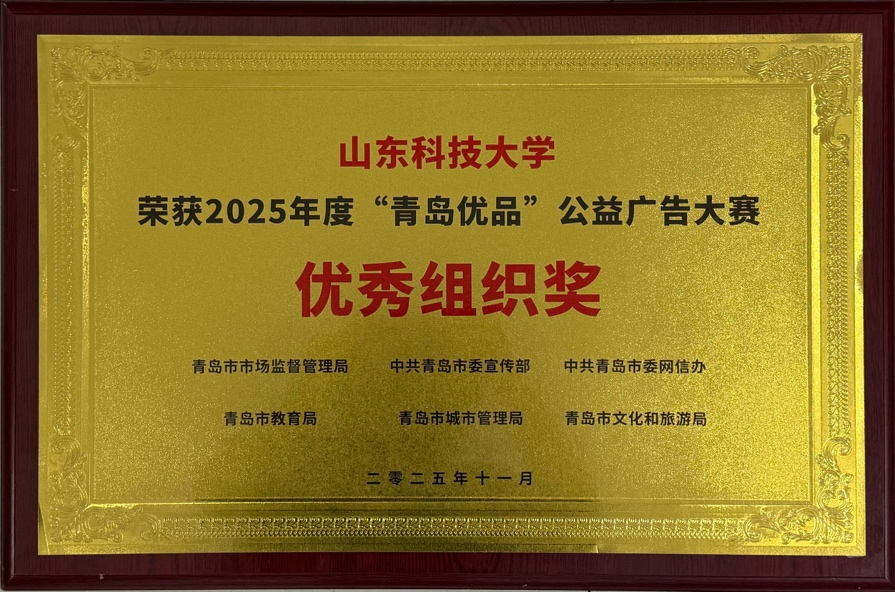 山东科技大学
荣获2025年度“青岛优品”公益广告大赛
优秀组织奖
青岛市市场监督管理局 中共青岛市委宣传部 中共青岛市委网信办
青岛市教育局 青岛市城市管理局 青岛市文化和旅游局
二零二五年十一月